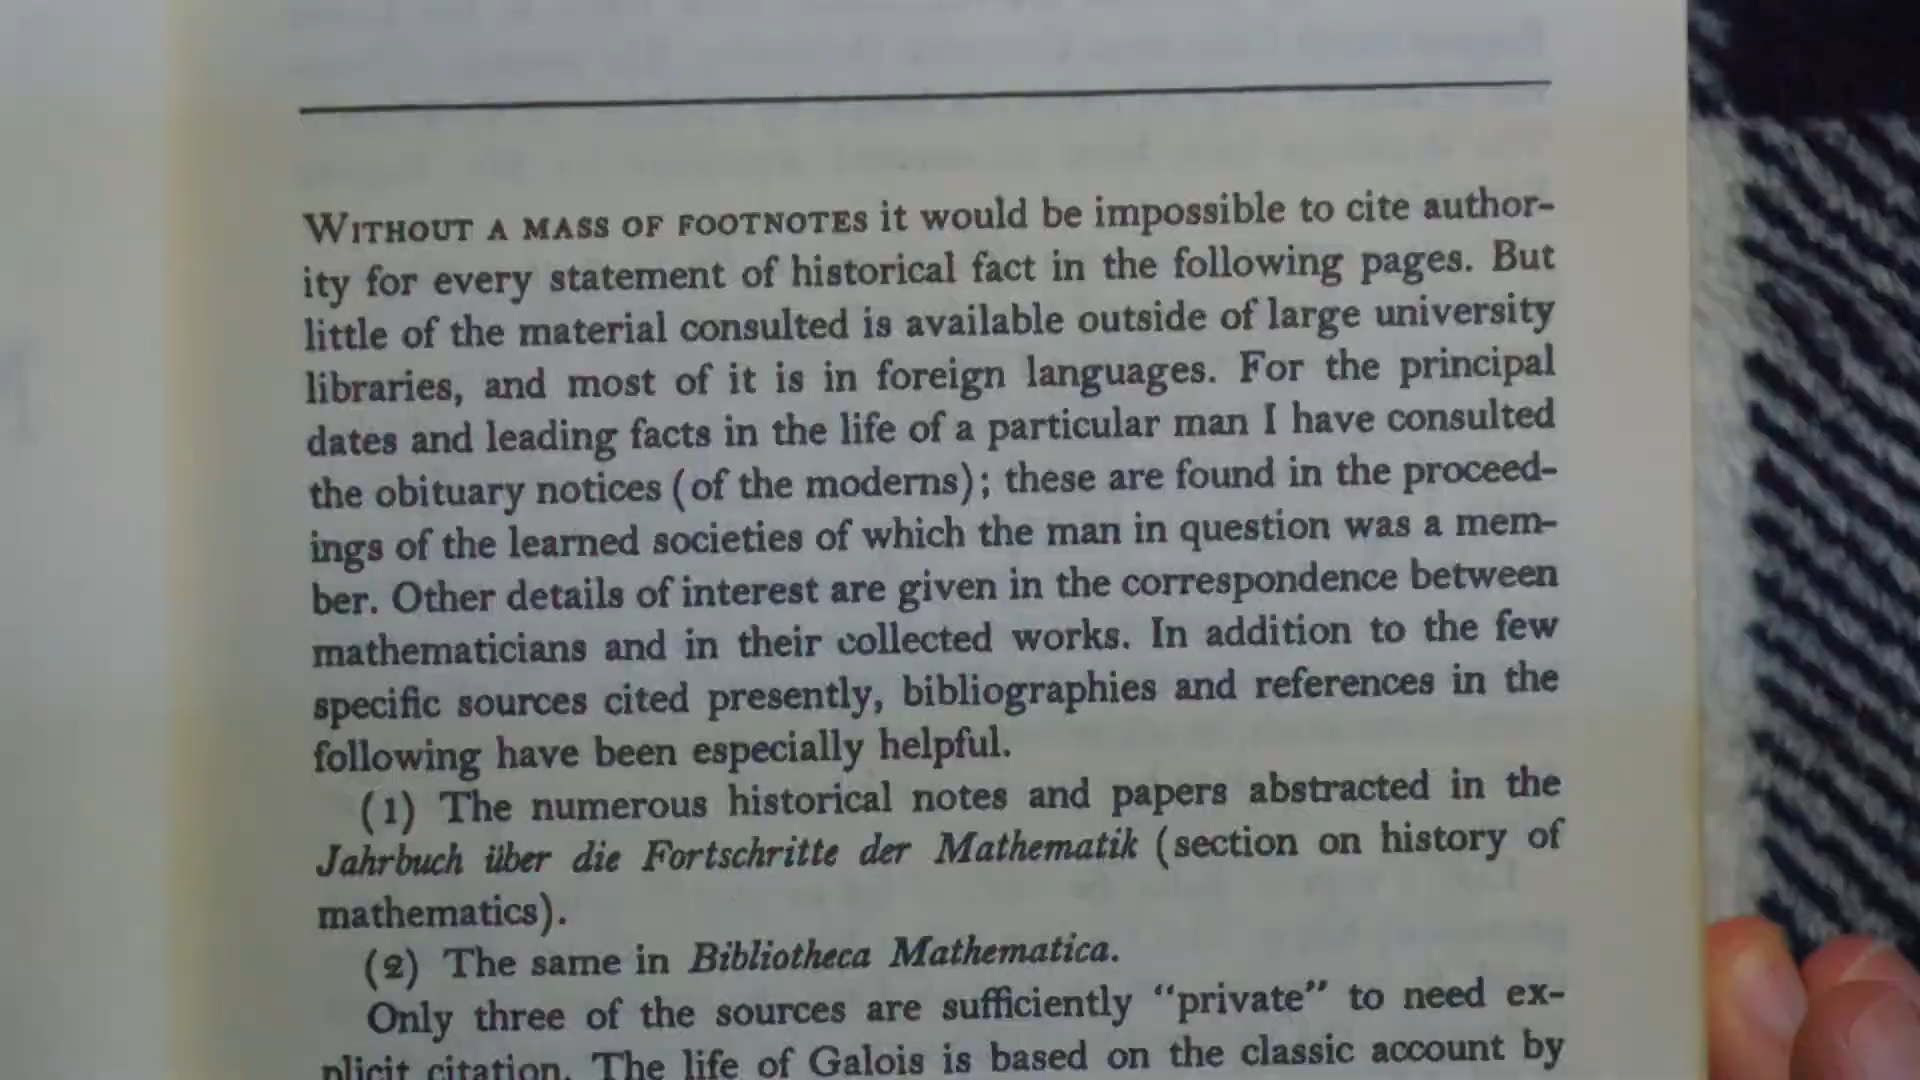 WITHOUT A MASS OF FOOTNOTES it would be impossible to cite author-
ity for every statement of historical fact in the following pages. But
little of the material consulted is available outside of large university
libraries, and most of it is in foreign languages. For the principal
dates and leading facts in the life of a particular man I have consulted
the obituary notices (of the moderns); these are found in the proceed-
ings of the learned societies of which the man in question was a mem-
ber. Other details of interest are given in the correspondence between
mathematicians and in their collected works. In addition to the few
specific sources cited presently, bibliographies and references in the
following have been especially helpful.
(1) The numerous historical notes and papers abstracted in the
Jahrbuch über die Fortschritte der Mathematik (section on history of
mathematics).
(2) The same in Bibliotheca Mathematica.
Only three of the sources are sufficiently “private” to need ex-
plicit citation. The life of Galois is based on the classic account by